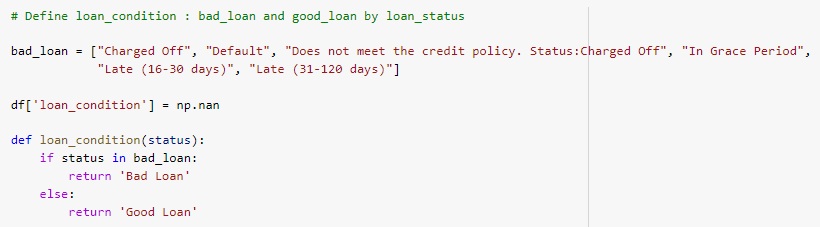 # Define loan_condition : bad_loan and good_loan by loan_status
bad_loan = ["Charged Off", "Default", "Does not meet the credit policy. Status:Charged Off", "In Grace Period",
            "Late (16-30 days)", "Late (31-120 days)"]
df['loan_condition'] = np.nan
def loan_condition(status):
    if status in bad_loan:
        return 'Bad Loan'
    else:
        return 'Good Loan'